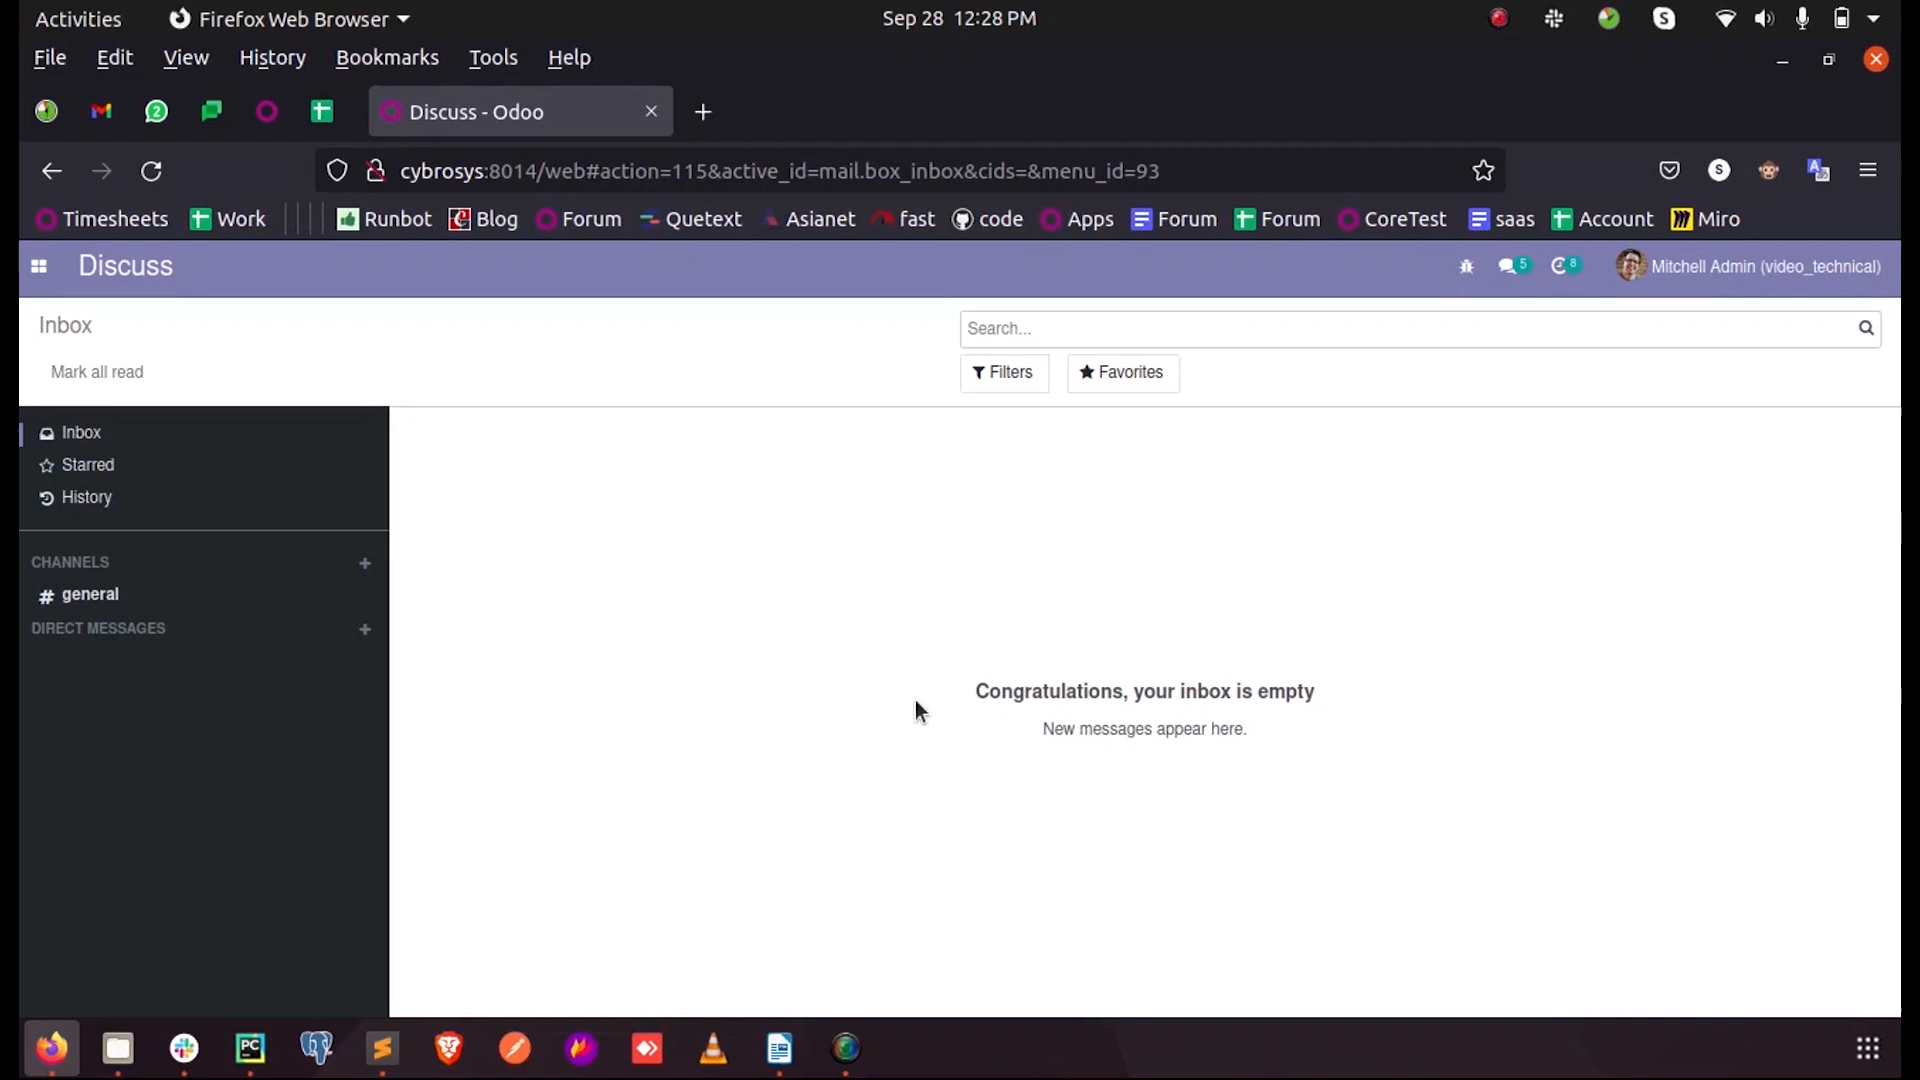 Activities Firefox Web Browser Sep 28 12:28 PM
File Edit View History Bookmarks Tools Help
2 Discuss - Odoo
cybrosys:8014/web#action=115&active_id=mail.box_inbox&cids=&menu_id=93 S
Timesheets Work Runbot Blog Forum Quetext Asianet fast code Apps Forum Forum CoreTest saas Account Miro
Discuss 5 8 Mitchell Admin (video_technical)
Inbox Search...
Mark all read Filters Favorites
Inbox
Starred
History
CHANNELS +
# general
DIRECT MESSAGES +
Congratulations, your inbox is empty
New messages appear here.
PC